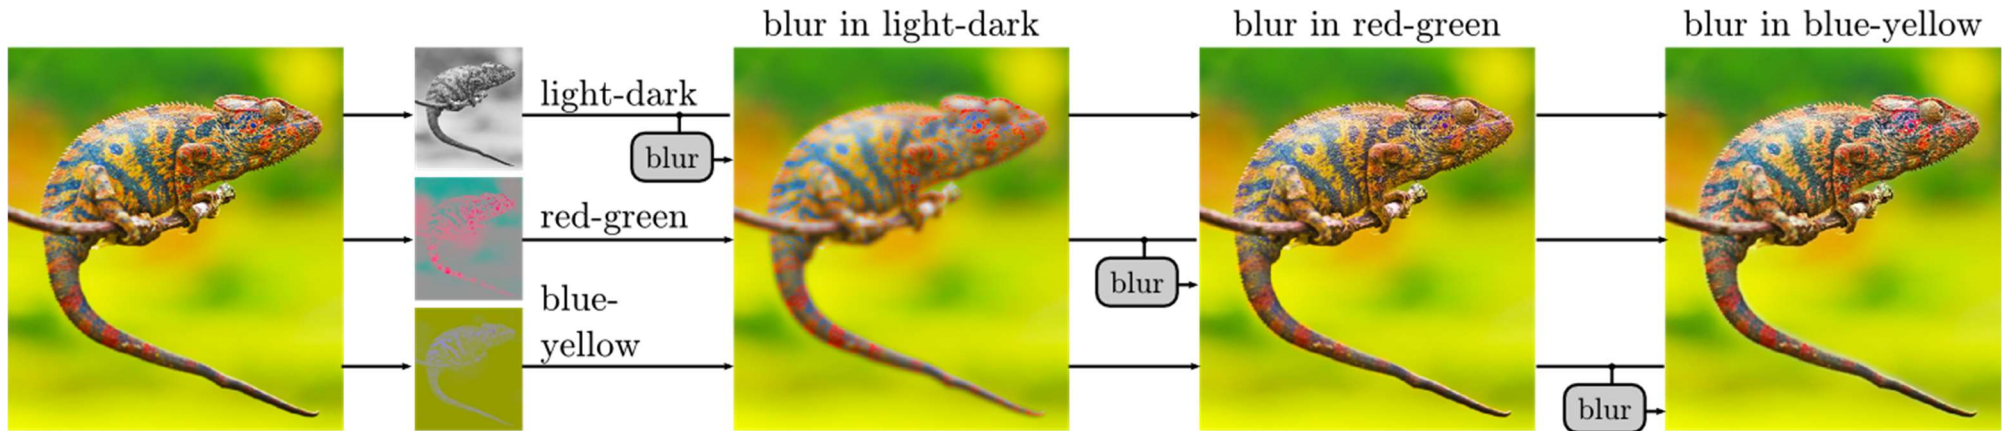 blur in light-dark
blur in red-green
blur in blue-yellow
light-dark
blur
red-green
blur
blue-
yellow
blur